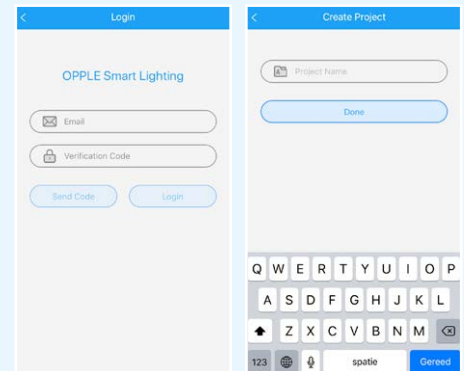 Login
OPPLE Smart Lighting
Email
Verification Code
Send Code
Login
Create Project
Project Name
Done
Q W E R T Y U I O P
A S D F G H J K L
Z X C V B N M
123
spatie
Gereed